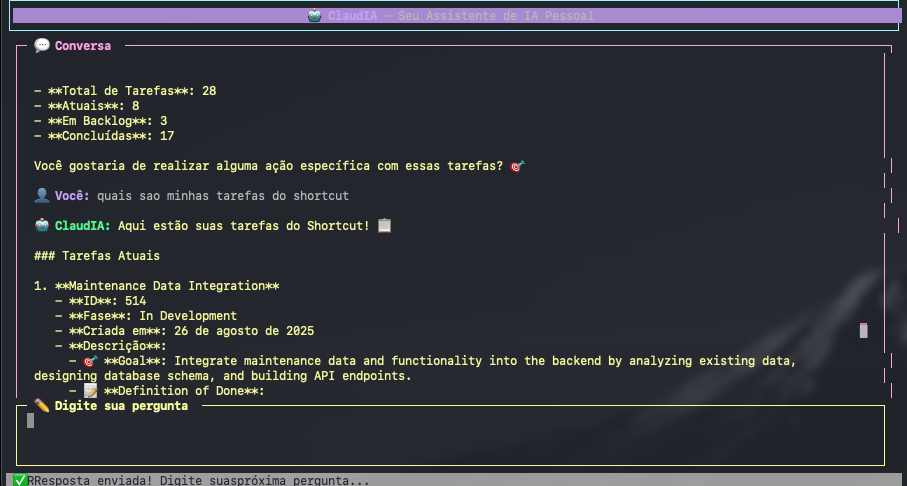 🤖 ClaudIA - Seu Assistente de IA Pessoal
💬 Conversa
- **Total de Tarefas**: 28
- **Atuais**: 8
- **Em Backlog**: 3
- **Concluídas**: 17
Você gostaria de realizar alguma ação específica com essas tarefas? 🎯
👤 Você: quais sao minhas tarefas do shortcut
🤖 ClaudIA: Aqui estão suas tarefas do Shortcut! 📋
### Tarefas Atuais
1. **Maintenance Data Integration**
- **ID**: 514
- **Fase**: In Development
- **Criada em**: 26 de agosto de 2025
- **Descrição**:
- 🎯 **Goal**: Integrate maintenance data and functionality into the backend by analyzing existing data,
designing database schema, and building API endpoints.
- 📝 **Definition of Done**:
✏️ Digite sua pergunta
✅RResposta enviada! Digite suaspróxima pergunta...